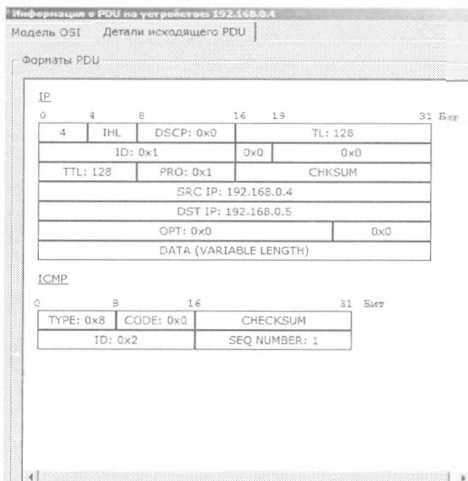 Информация о PDU на устройстве: 192.168.0.4
Модель OSI Детали исходящего PDU
Форматы PDU
IP
0 4 8 16 19 31 Бит
4 IHL DSCP: 0x0 TL: 128
ID: 0x1 0x0 0x0
TTL: 128 PRO: 0x1 CHKSUM
SRC IP: 192.168.0.4
DST IP: 192.168.0.5
OPT: 0x0 0x0
DATA (VARIABLE LENGTH)
ICMP
0 8 16 31 Бит
TYPE: 0x8 CODE: 0x0 CHECKSUM
ID: 0x2 SEQ NUMBER: 1